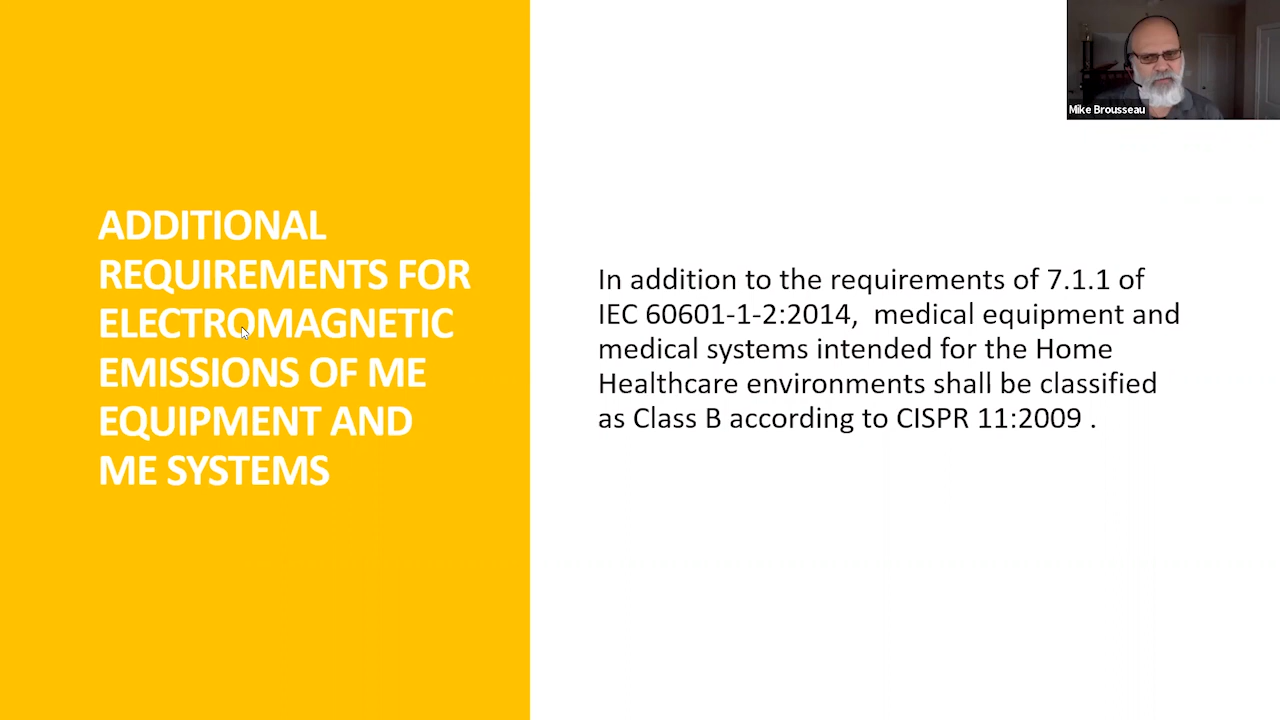 ADDITIONAL
REQUIREMENTS FOR
ELECTROMAGNETIC
EMISSIONS OF ME
EQUIPMENT AND
ME SYSTEMS
In addition to the requirements of 7.1.1 of
IEC 60601-1-2:2014,  medical equipment and
medical systems intended for the Home
Healthcare environments shall be classified
as Class B according to CISPR 11:2009 .
Mike Brousseau